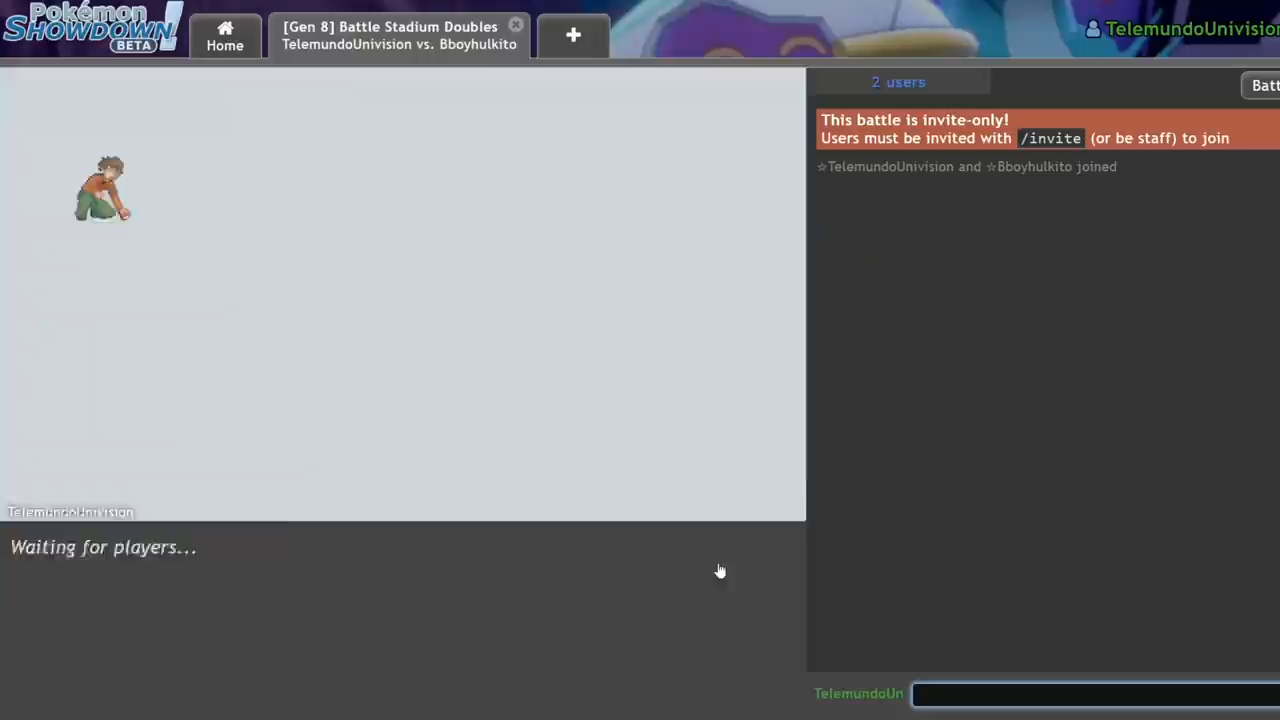 Pokémon
SHOWDOWN!
BETA
Home
[Gen 8] Battle Stadium Doubles
TelemundoUnivision vs. Bboyhulkito
+
TelemundoUnivision
2 users
Batt
This battle is invite-only!
Users must be invited with /invite (or be staff) to join
☆TelemundoUnivision and ☆Bboyhulkito joined
TelemundoUnivision
Waiting for players...
TelemundoUn